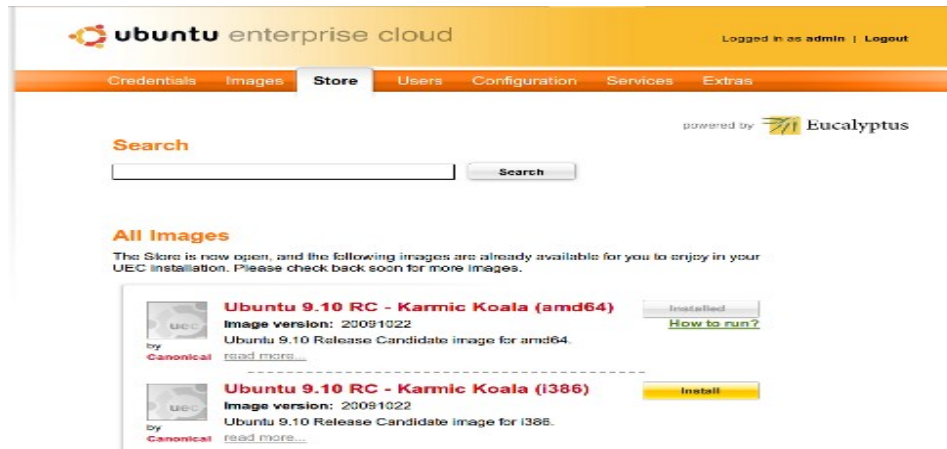 ubuntu enterprise cloud
Logged in as admin | Logout
Credentials Images Store Users Configuration Services Extras
powered by Eucalyptus
Search
Search
All Images
The Store is now open, and the following images are already available for you to enjoy in your
UEC installation. Please check back soon for more images.
Ubuntu 9.10 RC - Karmic Koala (amd64)
Installed
Image version: 20091022
How to run?
Ubuntu 9.10 Release Candidate image for amd64.
uec
by
Canonical
read more...
Ubuntu 9.10 RC - Karmic Koala (i386)
Install
Image version: 20091022
Ubuntu 9.10 Release Candidate image for i386.
uec
by
Canonical
read more...